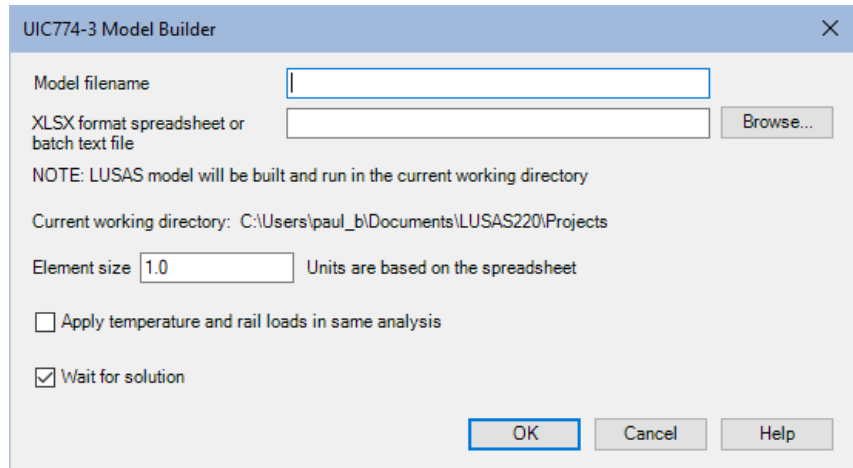 UIC774-3 Model Builder
Model filename
XLSX format spreadsheet or
batch text file
Browse...
NOTE: LUSAS model will be built and run in the current working directory
Current working directory: C:\Users\paul_b\Documents\LUSAS220\Projects
Element size 1.0 Units are based on the spreadsheet
Apply temperature and rail loads in same analysis
Wait for solution
OK Cancel Help